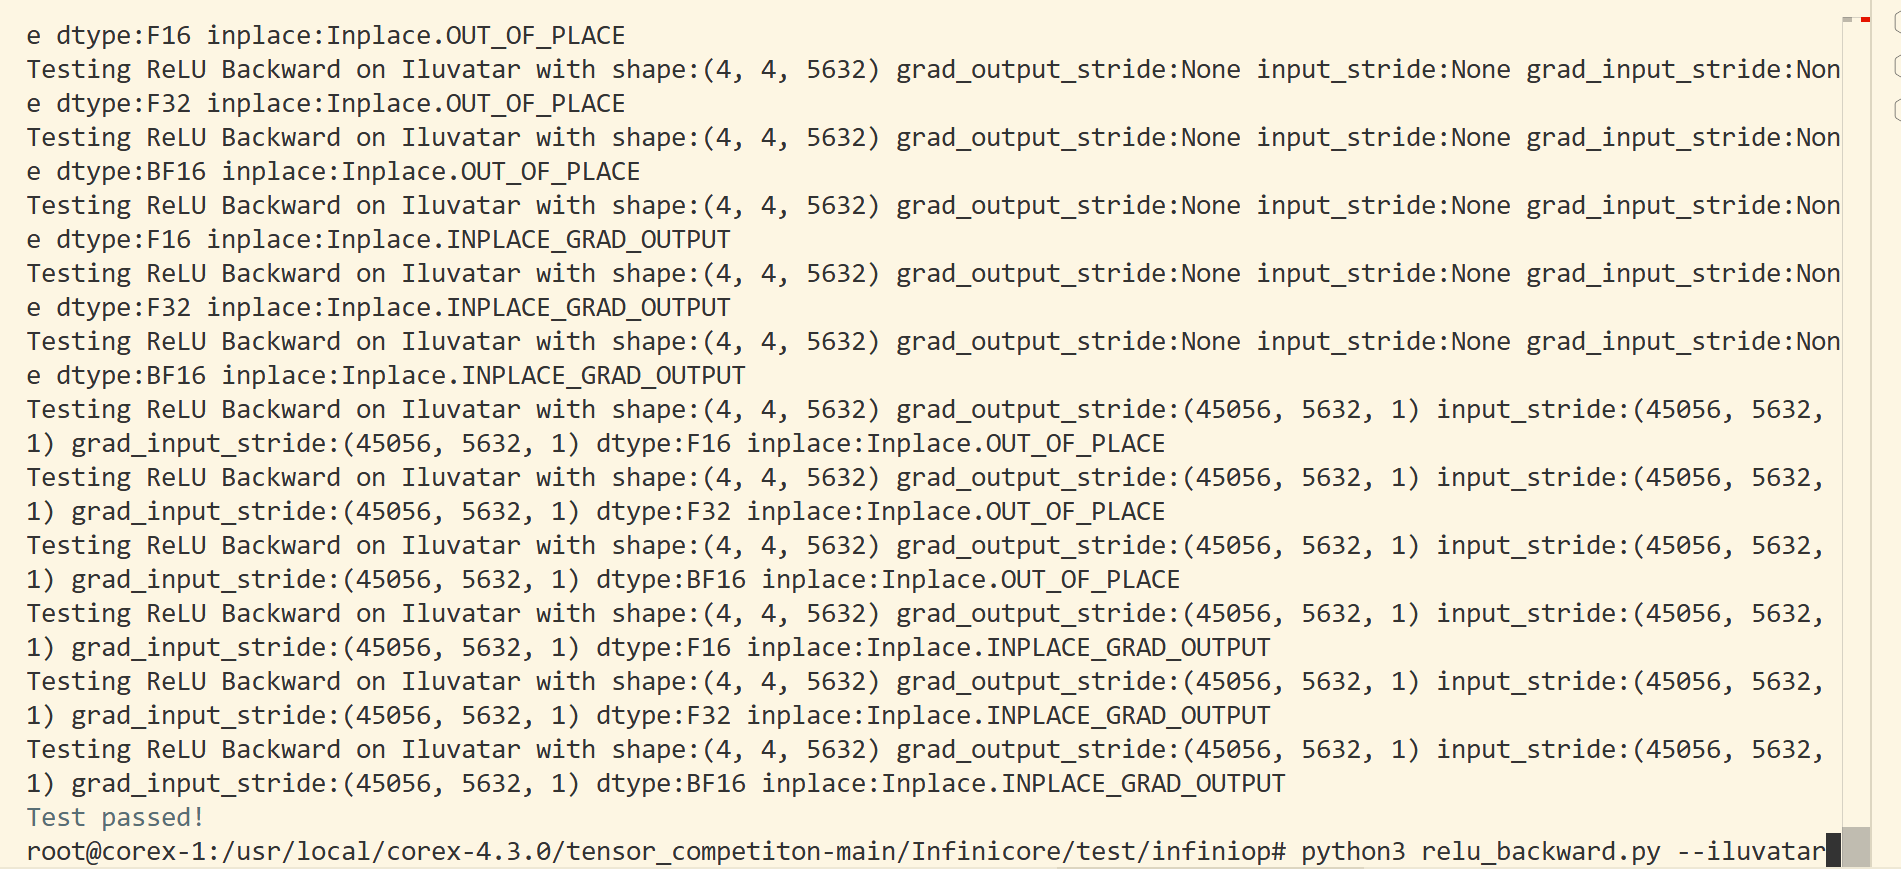 e dtype:F16 inplace:Inplace.OUT_OF_PLACE
Testing ReLU Backward on Iluvatar with shape:(4, 4, 5632) grad_output_stride:None input_stride:None grad_input_stride:Non
e dtype:F32 inplace:Inplace.OUT_OF_PLACE
Testing ReLU Backward on Iluvatar with shape:(4, 4, 5632) grad_output_stride:None input_stride:None grad_input_stride:Non
e dtype:BF16 inplace:Inplace.OUT_OF_PLACE
Testing ReLU Backward on Iluvatar with shape:(4, 4, 5632) grad_output_stride:None input_stride:None grad_input_stride:Non
e dtype:F16 inplace:Inplace.INPLACE_GRAD_OUTPUT
Testing ReLU Backward on Iluvatar with shape:(4, 4, 5632) grad_output_stride:None input_stride:None grad_input_stride:Non
e dtype:F32 inplace:Inplace.INPLACE_GRAD_OUTPUT
Testing ReLU Backward on Iluvatar with shape:(4, 4, 5632) grad_output_stride:None input_stride:None grad_input_stride:Non
e dtype:BF16 inplace:Inplace.INPLACE_GRAD_OUTPUT
Testing ReLU Backward on Iluvatar with shape:(4, 4, 5632) grad_output_stride:(45056, 5632, 1) input_stride:(45056, 5632,
1) grad_input_stride:(45056, 5632, 1) dtype:F16 inplace:Inplace.OUT_OF_PLACE
Testing ReLU Backward on Iluvatar with shape:(4, 4, 5632) grad_output_stride:(45056, 5632, 1) input_stride:(45056, 5632,
1) grad_input_stride:(45056, 5632, 1) dtype:F32 inplace:Inplace.OUT_OF_PLACE
Testing ReLU Backward on Iluvatar with shape:(4, 4, 5632) grad_output_stride:(45056, 5632, 1) input_stride:(45056, 5632,
1) grad_input_stride:(45056, 5632, 1) dtype:BF16 inplace:Inplace.OUT_OF_PLACE
Testing ReLU Backward on Iluvatar with shape:(4, 4, 5632) grad_output_stride:(45056, 5632, 1) input_stride:(45056, 5632,
1) grad_input_stride:(45056, 5632, 1) dtype:F16 inplace:Inplace.INPLACE_GRAD_OUTPUT
Testing ReLU Backward on Iluvatar with shape:(4, 4, 5632) grad_output_stride:(45056, 5632, 1) input_stride:(45056, 5632,
1) grad_input_stride:(45056, 5632, 1) dtype:F32 inplace:Inplace.INPLACE_GRAD_OUTPUT
Testing ReLU Backward on Iluvatar with shape:(4, 4, 5632) grad_output_stride:(45056, 5632, 1) input_stride:(45056, 5632,
1) grad_input_stride:(45056, 5632, 1) dtype:BF16 inplace:Inplace.INPLACE_GRAD_OUTPUT
Test passed!
root@corex-1:/usr/local/corex-4.3.0/tensor_competiton-main/Infinicore/test/infiniop# python3 relu_backward.py --iluvatar